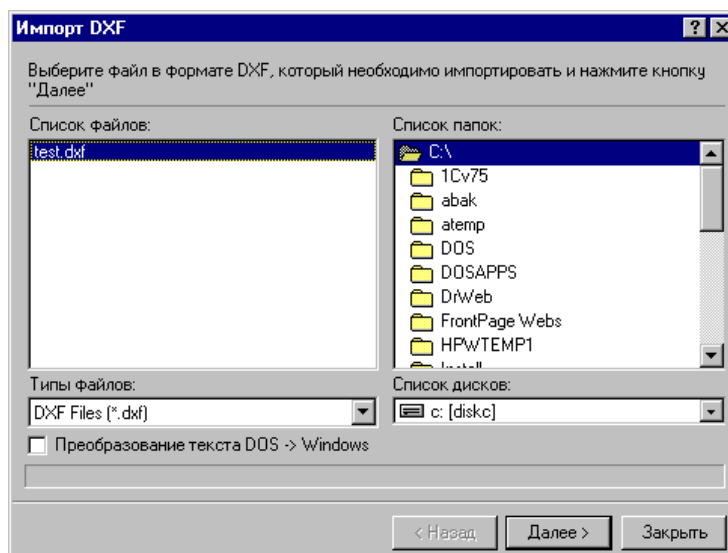 Импорт DXF
Выберите файл в формате DXF, который необходимо импортировать и нажмите кнопку
"Далее"
Список файлов:
test.dxf
Список папок:
C:\
1Cv75
abak
atemp
DOS
DOSAPPS
DrWeb
FrontPage Webs
HPWTEMP1
Типы файлов:
DXF Files (*.dxf)
Список дисков:
c: [diskc]
Преобразование текста DOS -> Windows
< Назад
Далее >
Закрыть